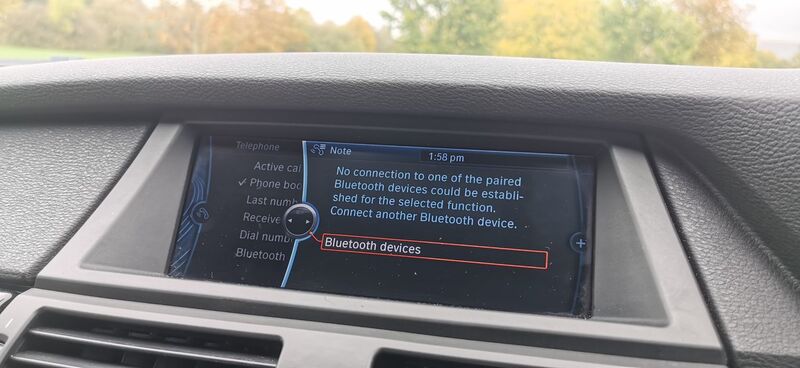 Telephone
Active cal
Phone boo
Last numb
Receive
Dial numb
Bluetooth
Note
1:58 pm
No connection to one of the paired
Bluetooth devices could be establi-
shed for the selected function.
Connect another Bluetooth device.
Bluetooth devices